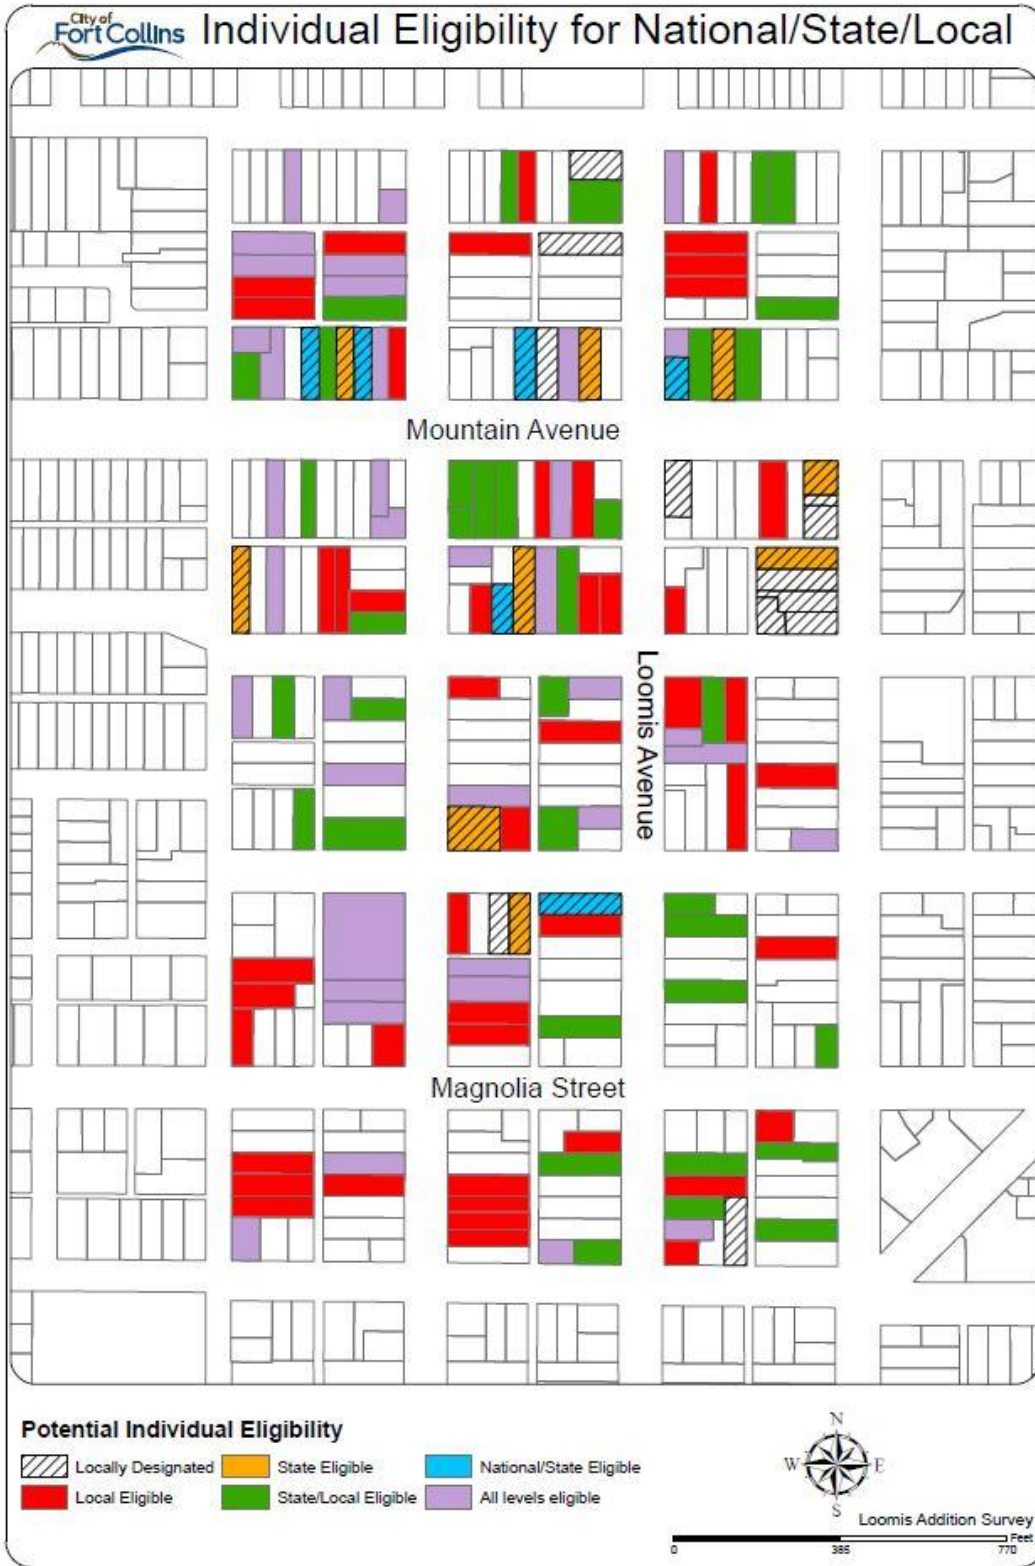 City of
Fort Collins
Individual Eligibility for National/State/Local
Mountain Avenue
Loomis Avenue
Magnolia Street
Potential Individual Eligibility
Locally Designated
State Eligible
National/State Eligible
Local Eligible
State/Local Eligible
All levels eligible
N
W
E
S
Loomis Addition Survey
Feet
0
385
770